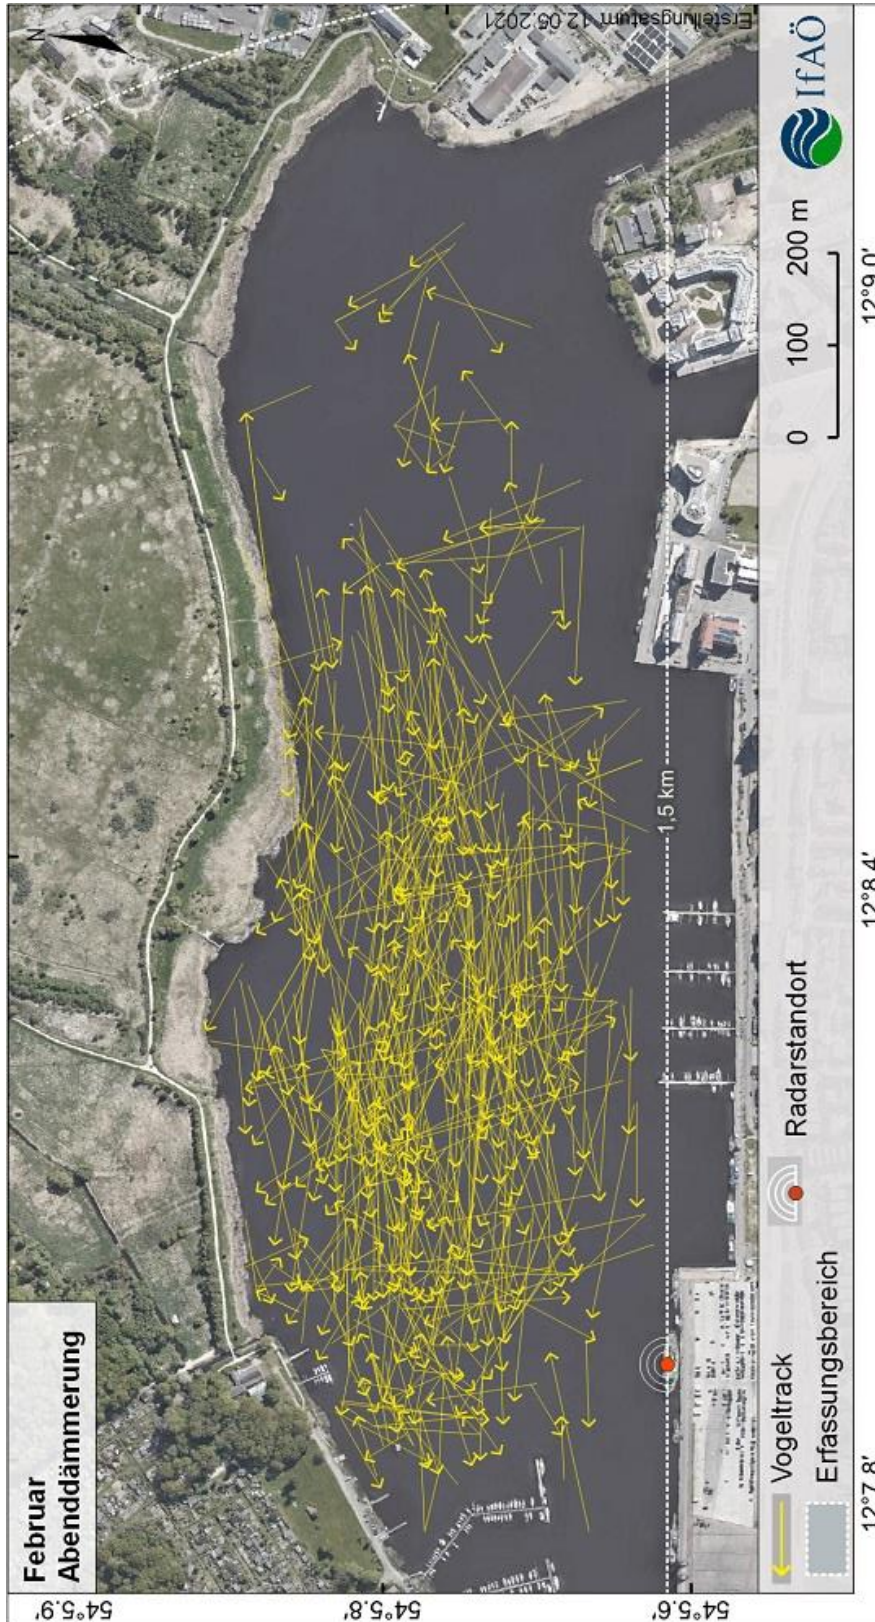 Februar
Abenddämmerung
N
Erstellungsdatum: 12.05.2021
54°5.9'
54°5.8'
54°5.6'
1,5 km
Vogeltrack
Radarstandort
Erfassungsbereich
0 100 200 m
IfAÖ
12°7.8'
12°8.4'
12°9.0'